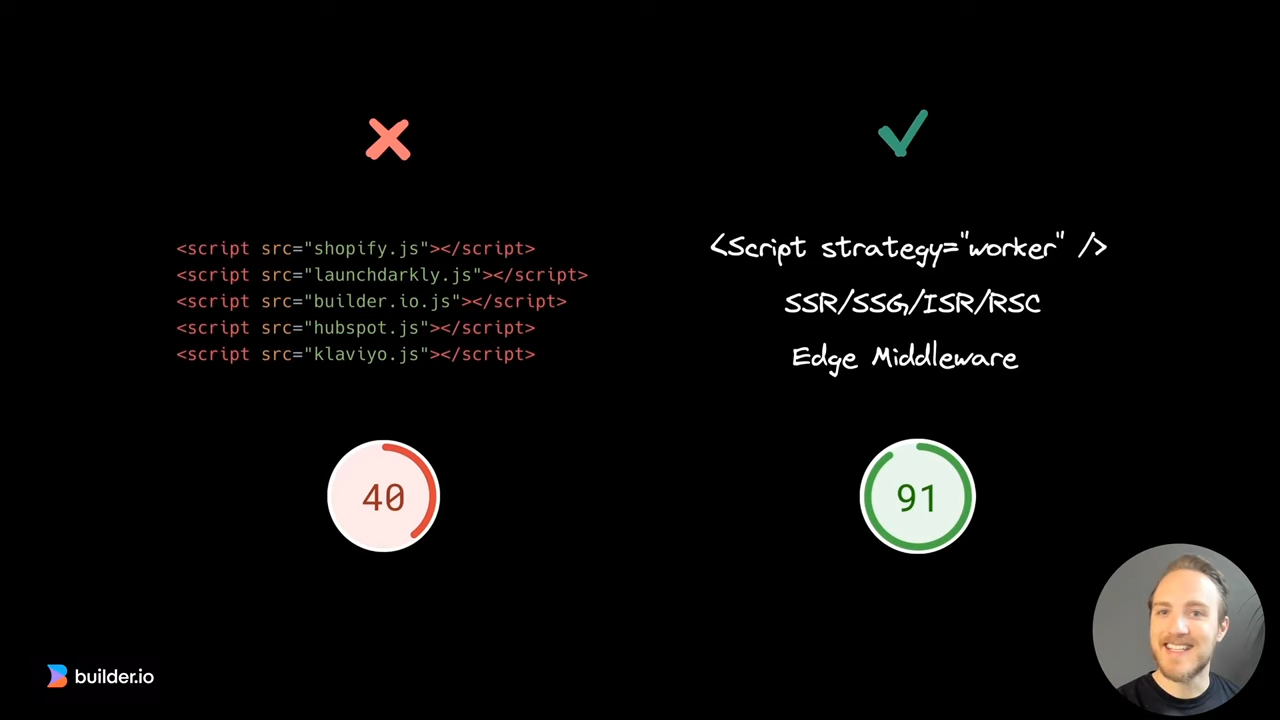 <script src="shopify.js"></script>
<script src="launchdarkly.js"></script>
<script src="builder.io.js"></script>
<script src="hubspot.js"></script>
<script src="klaviyo.js"></script>
<Script strategy="worker" />
SSR/SSG/ISR/RSC
Edge Middleware
40
91
builder.io